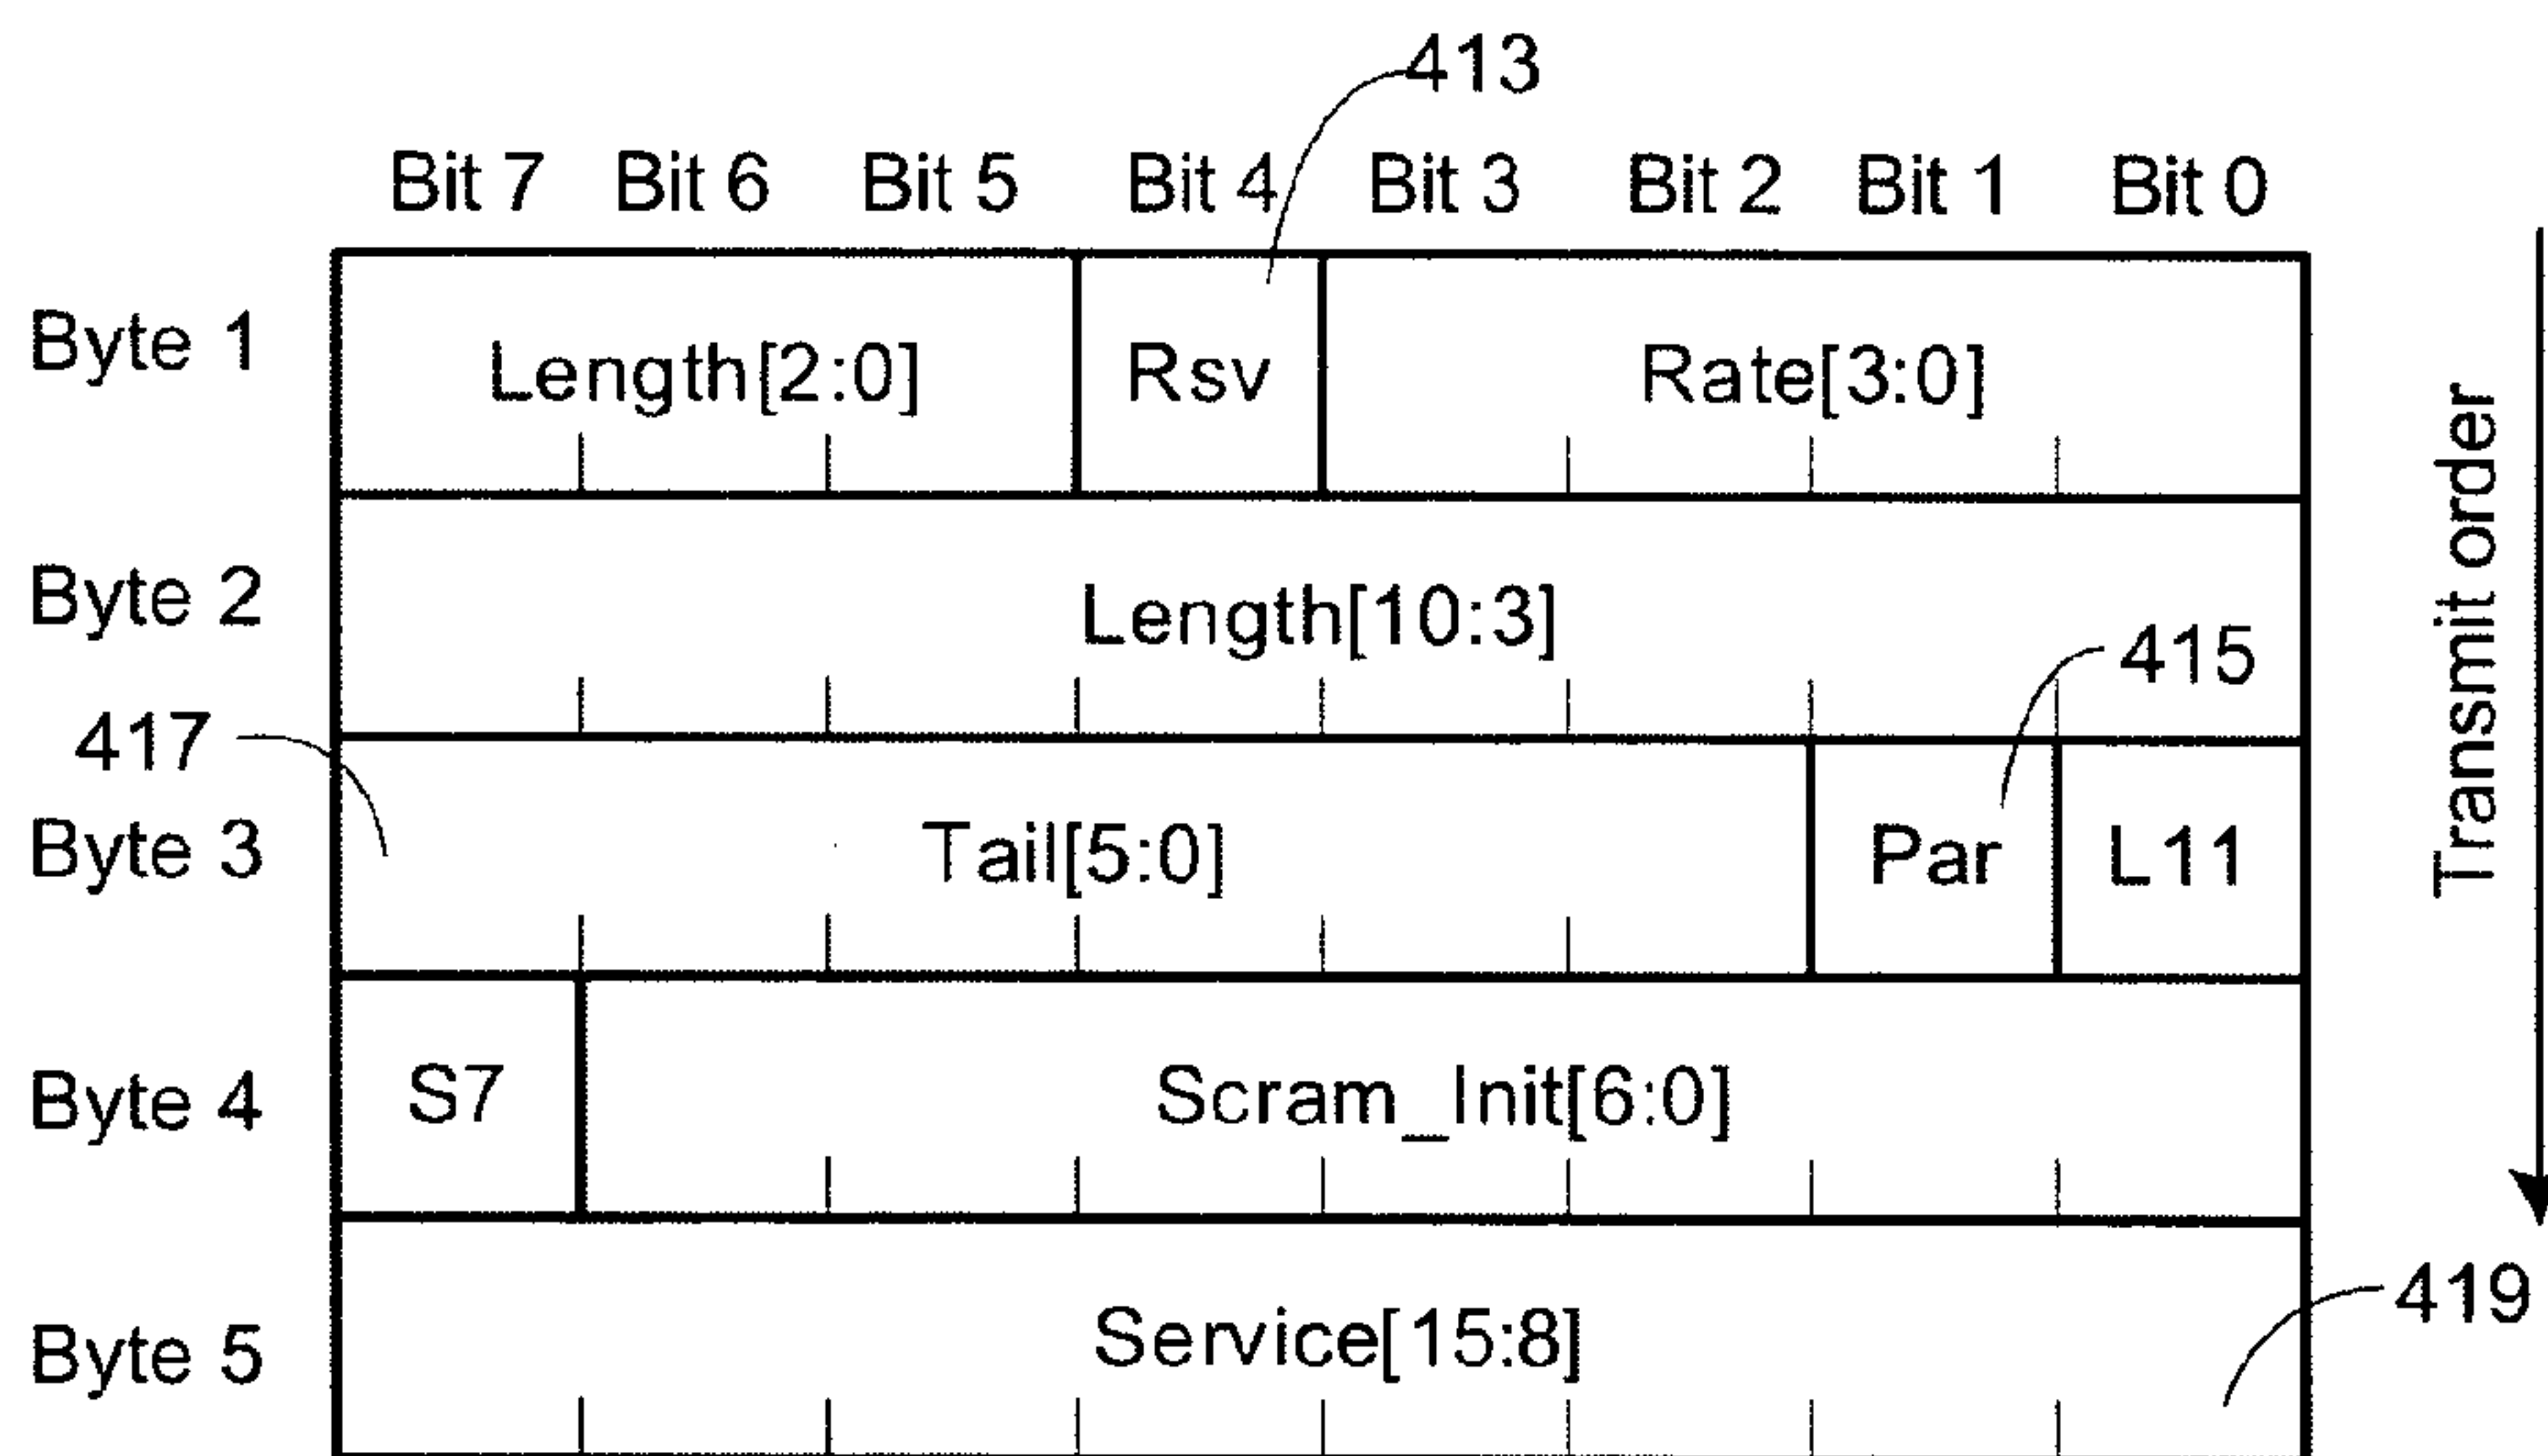 413
Bit 7 Bit 6 Bit 5 Bit 4 Bit 3 Bit 2 Bit 1 Bit 0
Byte 1 Length[2:0] Rsv Rate[3:0]
Byte 2 Length[10:3]
415
417
Byte 3 Tail[5:0] Par L11
Byte 4 S7 Scram_Init[6:0]
Byte 5 Service[15:8]
419
Transmit order